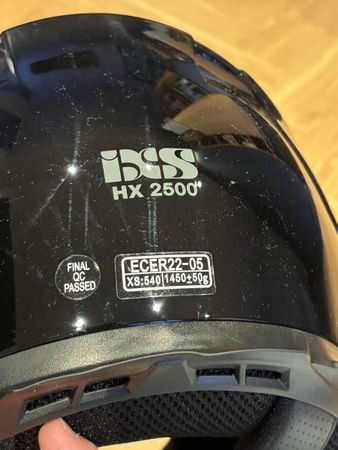 iXS
HX 2500
FINAL
QC
PASSED
ECER22-05
XS:540 1450±50g